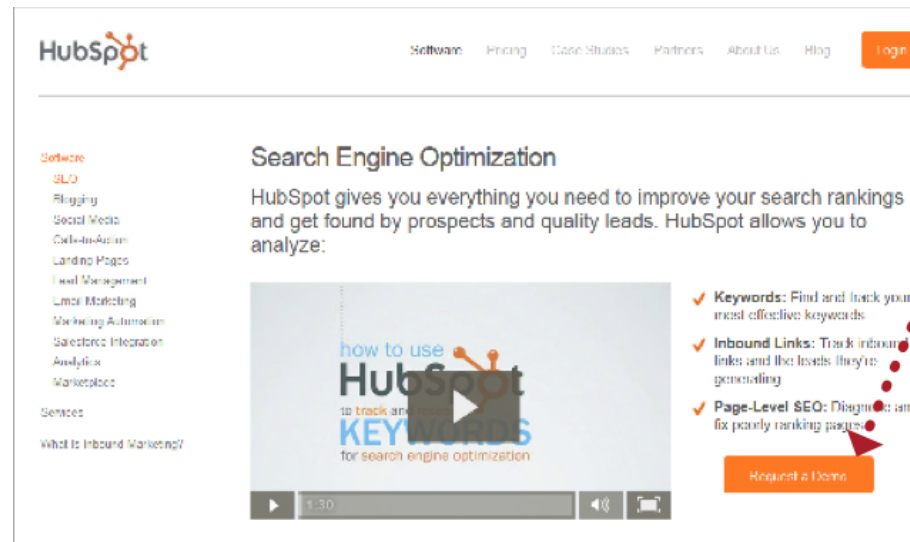 HubSpot
Software Pricing Case Studies Partners About Us Blog Login
Software
SEO
Blogging
Social Media
Calls-to-Action
Landing Pages
Lead Management
Email Marketing
Marketing Automation
Salesforce Integration
Analytics
Marketplace
Services
What Is Inbound Marketing?
Search Engine Optimization
HubSpot gives you everything you need to improve your search rankings
and get found by prospects and quality leads. HubSpot allows you to
analyze:
how to use
HubSpot
to track and
KEYWORDS
for search engine optimization
1:30
Keywords: Find and track your
most effective keywords
Inbound Links: Track inbound
links and the leads they're
generating
Page-Level SEO: Diagnose an
fix poorly ranking pages
Request a Demo